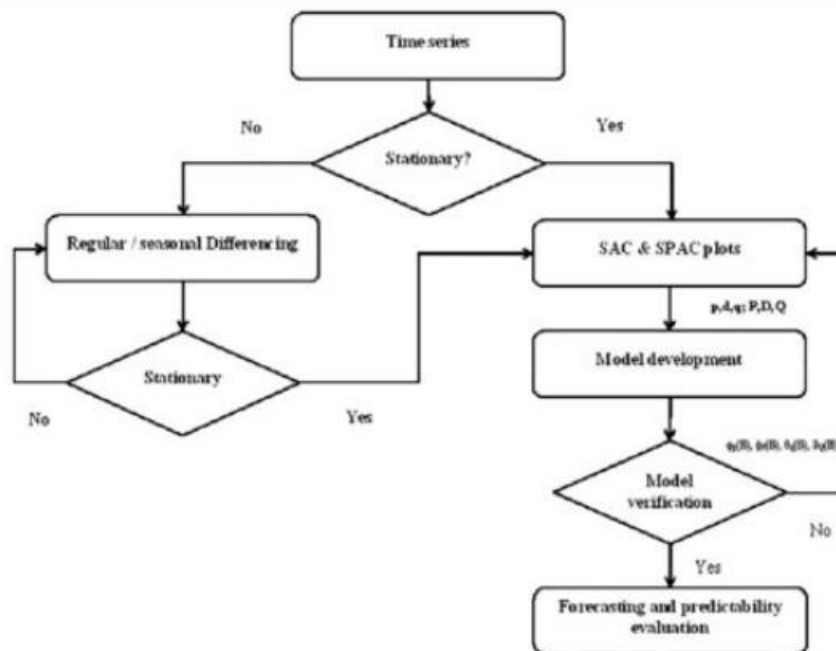 Time series
No
Yes
Stationary?
Regular / seasonal Differencing
SAC & SPAC plots
p,d,q; P,D,Q
Stationary
Model development
No
Yes
Model
verification
No
Yes
Forecasting and predictability
evaluation